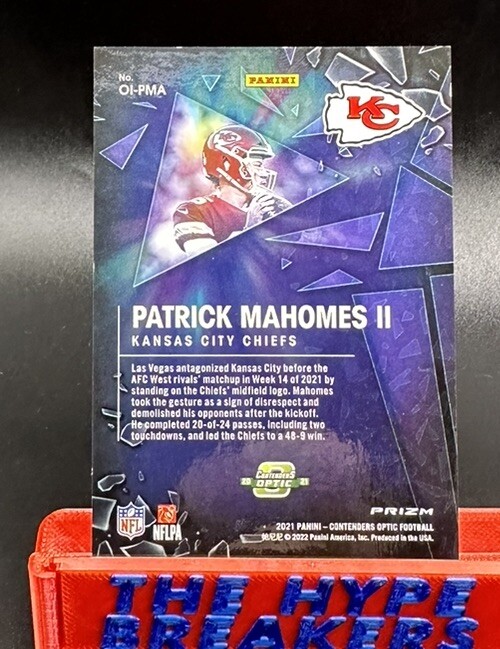 No.
OI-PMA
PANINI
KC
PATRICK MAHOMES II
KANSAS CITY CHIEFS
Las Vegas antagonized Kansas City before the
AFC West rivals' matchup in Week 14 of 2021 by
standing on the Chiefs' midfield logo. Mahomes
took the gesture as a sign of disrespect and
demolished his opponents after the kickoff.
He completed 20-of-24 passes, including two
touchdowns, and led the Chiefs to a 48-9 win.
CONTENDERS
20 OPTIC 21
PRIZM
NFL
NFLPA
2021 PANINI – CONTENDERS OPTIC FOOTBALL
帕尼尼 © 2022 Panini America, Inc. Produced in the USA.
THE HYPE
BREAKERS